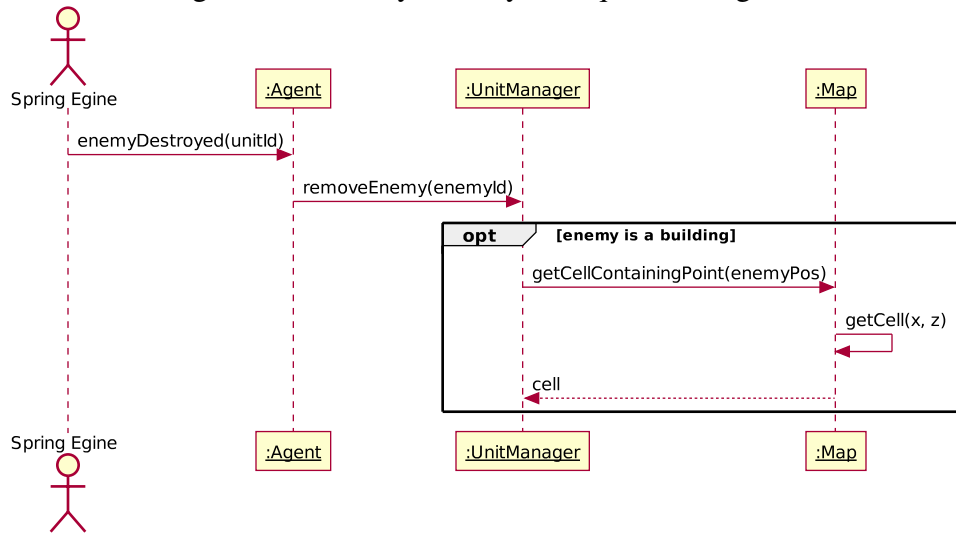 Spring Egine
:Agent
:UnitManager
:Map
enemyDestroyed(unitId)
removeEnemy(enemyId)
opt
[enemy is a building]
getCellContainingPoint(enemyPos)
getCell(x, z)
cell
Spring Egine
:Agent
:UnitManager
:Map